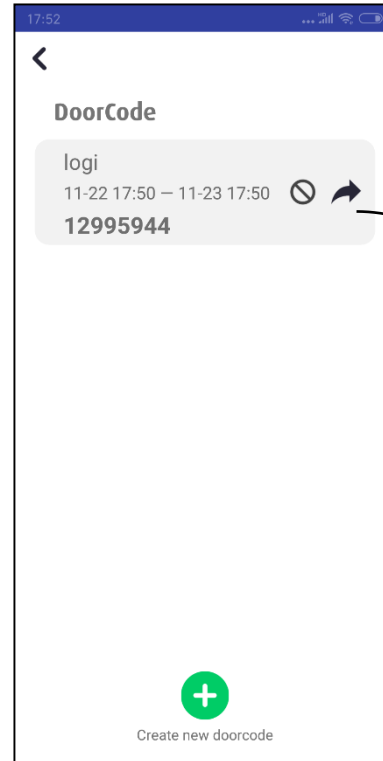 17:52
DoorCode
logi
11-22 17:50 — 11-23 17:50
12995944
Create new doorcode